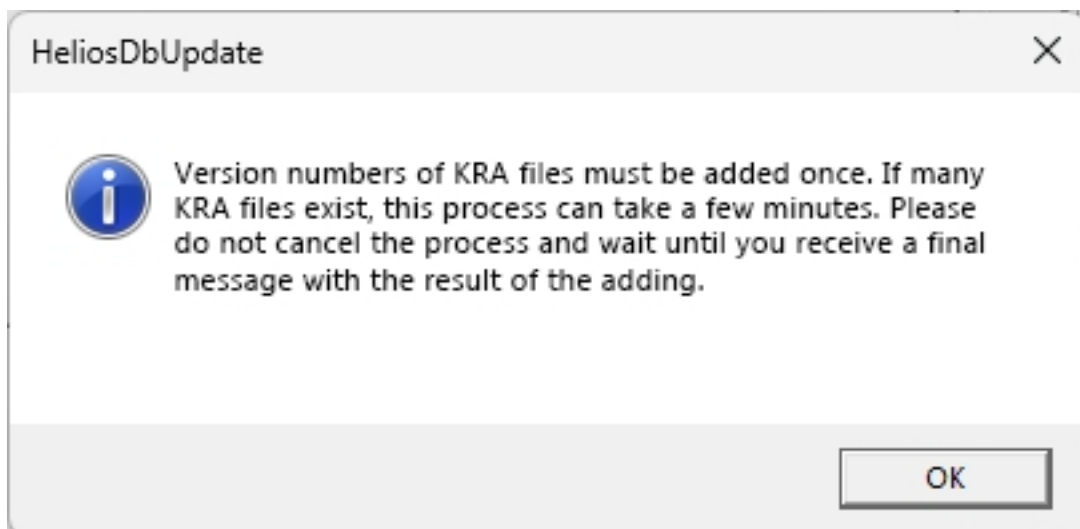 HeliosDbUpdate
Version numbers of KRA files must be added once. If many
KRA files exist, this process can take a few minutes. Please
do not cancel the process and wait until you receive a final
message with the result of the adding.
OK